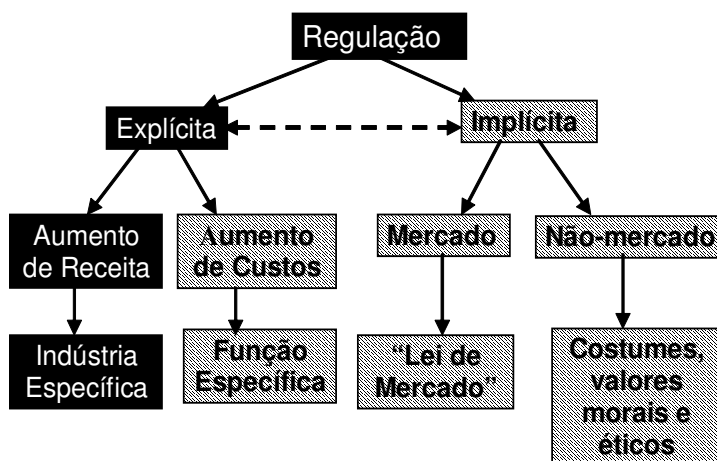 Regulação
Explícita
Implícita
Aumento
de Receita
Aumento
de Custos
Mercado
Não-mercado
Indústria
Específica
Função
Específica
“Lei de
Mercado”
Costumes,
valores
morais e
éticos